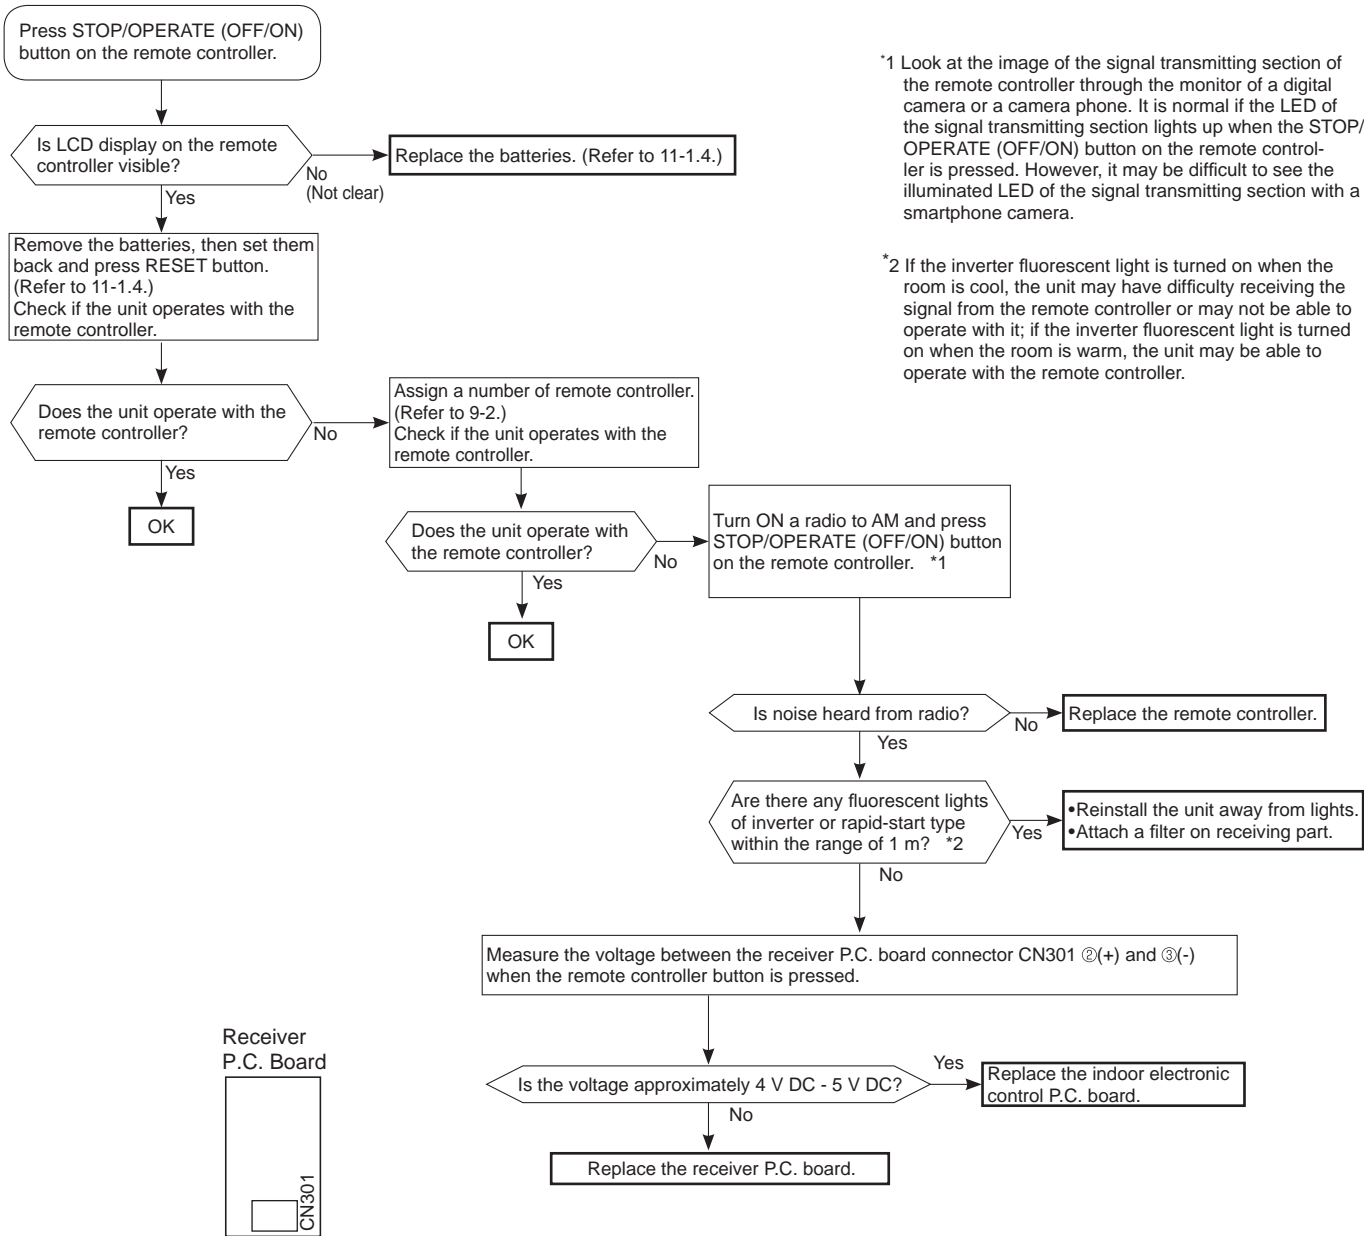 Press STOP/OPERATE (OFF/ON)
button on the remote controller.
Is LCD display on the remote
controller visible?
No
(Not clear)
Replace the batteries. (Refer to 11-1.4.)
Yes
Remove the batteries, then set them
back and press RESET button.
(Refer to 11-1.4.)
Check if the unit operates with the
remote controller.
Does the unit operate with the
remote controller?
No
Yes
OK
Assign a number of remote controller.
(Refer to 9-2.)
Check if the unit operates with the
remote controller.
Does the unit operate with
the remote controller?
No
Yes
OK
Turn ON a radio to AM and press
STOP/OPERATE (OFF/ON) button
on the remote controller. *1
Is noise heard from radio?
No
Replace the remote controller.
Yes
Are there any fluorescent lights
of inverter or rapid-start type
within the range of 1 m? *2
Yes
•Reinstall the unit away from lights.
•Attach a filter on receiving part.
No
Measure the voltage between the receiver P.C. board connector CN301 ②(+) and ③(-)
when the remote controller button is pressed.
Is the voltage approximately 4 V DC - 5 V DC?
Yes
Replace the indoor electronic
control P.C. board.
No
Replace the receiver P.C. board.
Receiver
P.C. Board
CN301
*1 Look at the image of the signal transmitting section of
the remote controller through the monitor of a digital
camera or a camera phone. It is normal if the LED of
the signal transmitting section lights up when the STOP/
OPERATE (OFF/ON) button on the remote control-
ler is pressed. However, it may be difficult to see the
illuminated LED of the signal transmitting section with a
smartphone camera.
*2 If the inverter fluorescent light is turned on when the
room is cool, the unit may have difficulty receiving the
signal from the remote controller or may not be able to
operate with it; if the inverter fluorescent light is turned
on when the room is warm, the unit may be able to
operate with the remote controller.